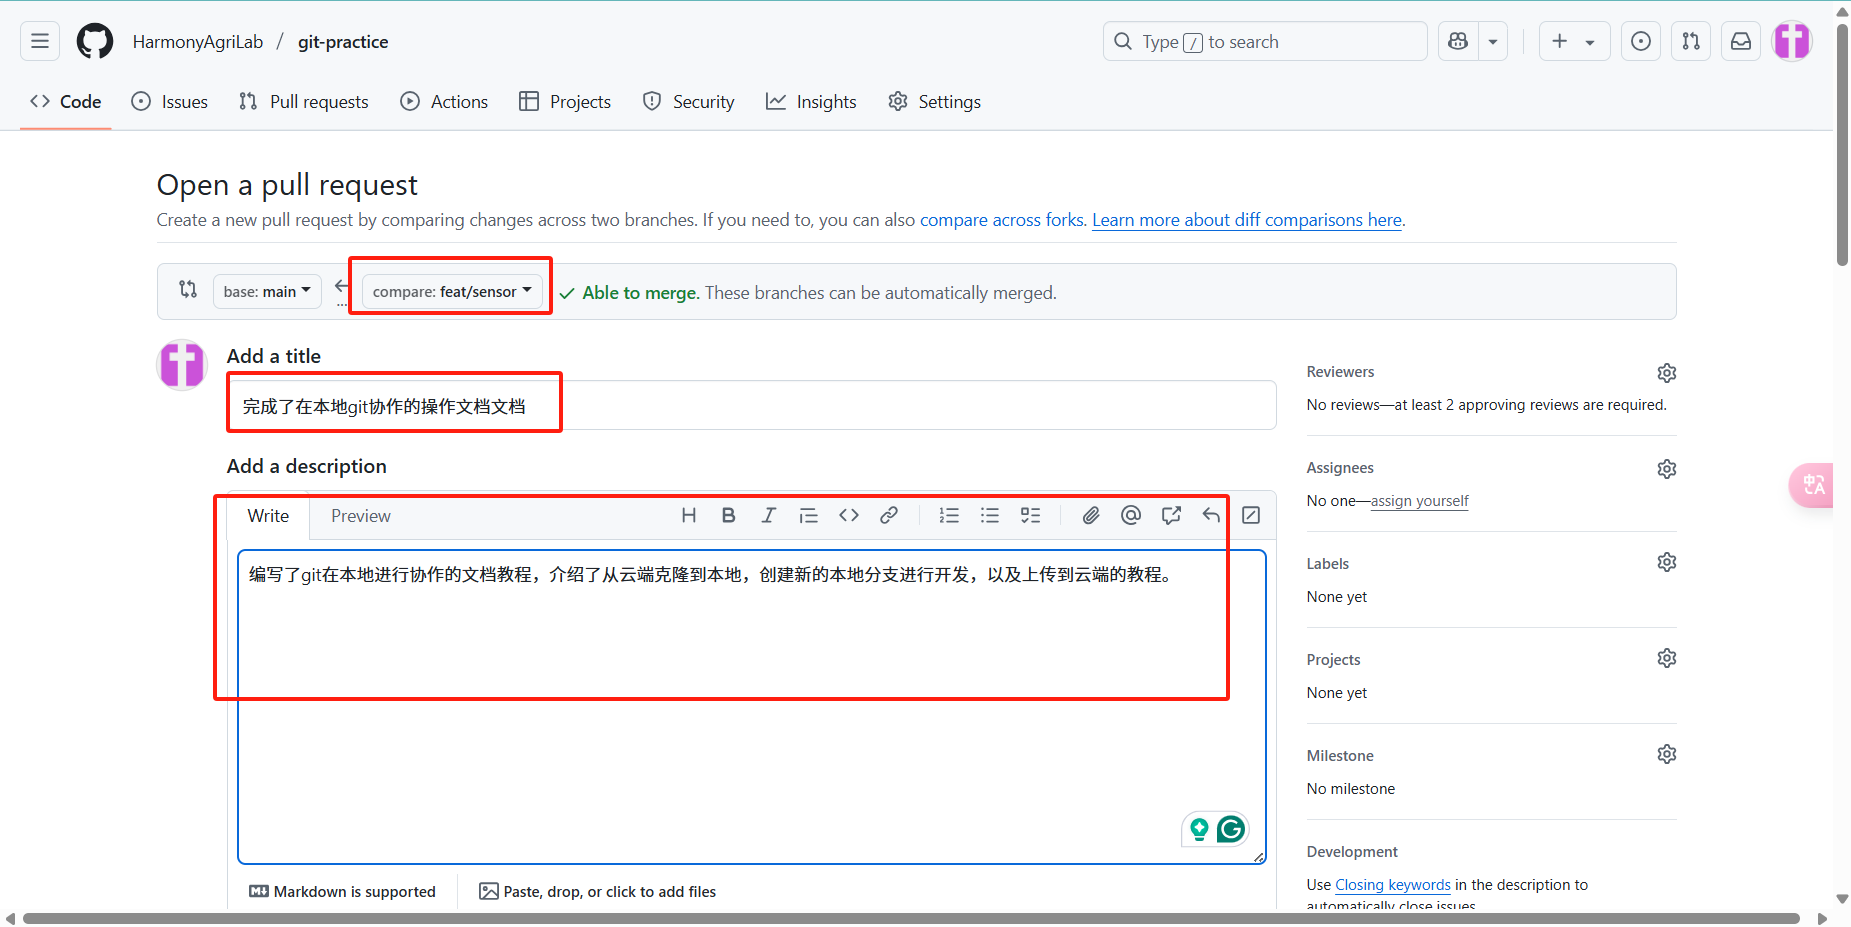 HarmonyAgriLab / git-practice
Type / to search
Code Issues Pull requests Actions Projects Security Insights Settings
Open a pull request
Create a new pull request by comparing changes across two branches. If you need to, you can also compare across forks. Learn more about diff comparisons here.
base: main compare: feat/sensor Able to merge. These branches can be automatically merged.
...
Add a title
完成了在本地git协作的操作文档文档
Add a description
Write Preview
编写了git在本地进行协作的文档教程，介绍了从云端克隆到本地，创建新的本地分支进行开发，以及上传到云端的教程。
Markdown is supported
Paste, drop, or click to add files
Reviewers
No reviews—at least 2 approving reviews are required.
Assignees
No one—assign yourself
Labels
None yet
Projects
None yet
Milestone
No milestone
Development
Use Closing keywords in the description to
automatically close issues